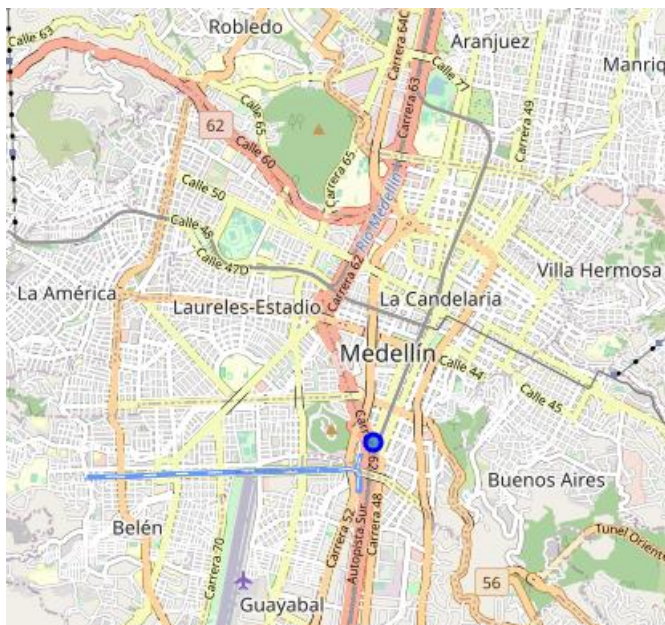 Robledo
Carrera 64C
Aranjuez
Calle 63
Calle 77
Manriq
Carrera 63
Carrera 49
62
Calle 65
Calle 60
Carrera 65
Calle 50
Río Medellín
Calle 48
Calle 47D
Carrera 62
Villa Hermosa
La América
Laureles-Estadio
La Candelaria
Medellín
Calle 44
Calle 45
Carrera 62
Buenos Aires
Belén
Carrera 70
Carrera 52
Autopista Sur
Carrera 48
Tunel Oriente
56
Guayabal